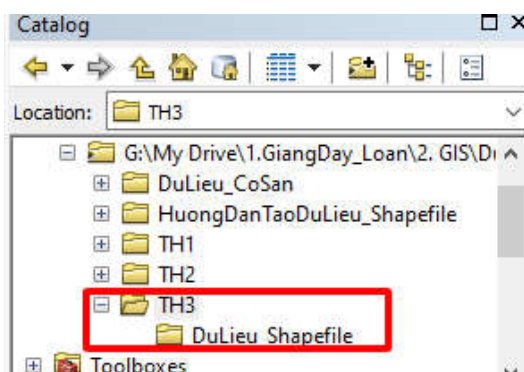 Catalog
Location: TH3
G:\My Drive\1.GiangDay_Loan\2. GIS\D
DuLieu_CoSan
HuongDanTaoDuLieu_Shapefile
TH1
TH2
TH3
DuLieu_Shapefile
Toolboxes